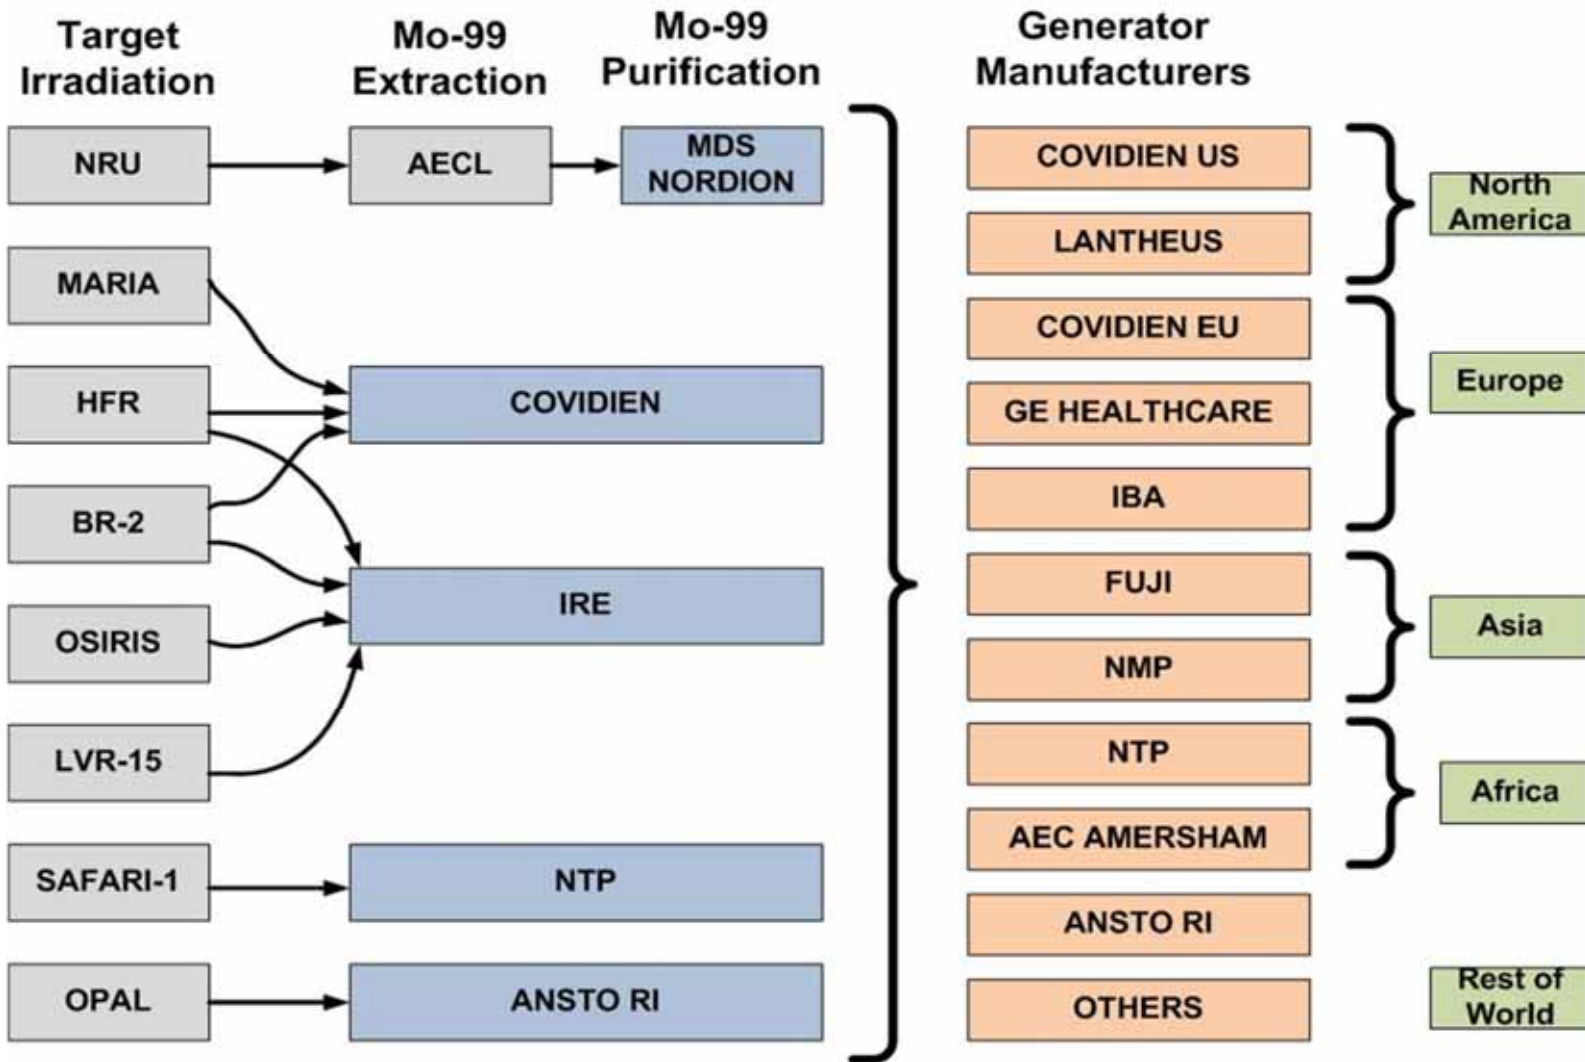 Target
Irradiation
Mo-99
Extraction
Mo-99
Purification
Generator
Manufacturers
NRU
AECL
MDS
NORDION
COVIDIEN US
North
America
LANTHEUS
MARIA
COVIDIEN EU
HFR
COVIDIEN
GE HEALTHCARE
Europe
BR-2
IBA
IRE
FUJI
Asia
OSIRIS
NMP
LVR-15
NTP
Africa
AEC AMERSHAM
SAFARI-1
NTP
ANSTO RI
OPAL
ANSTO RI
OTHERS
Rest of
World